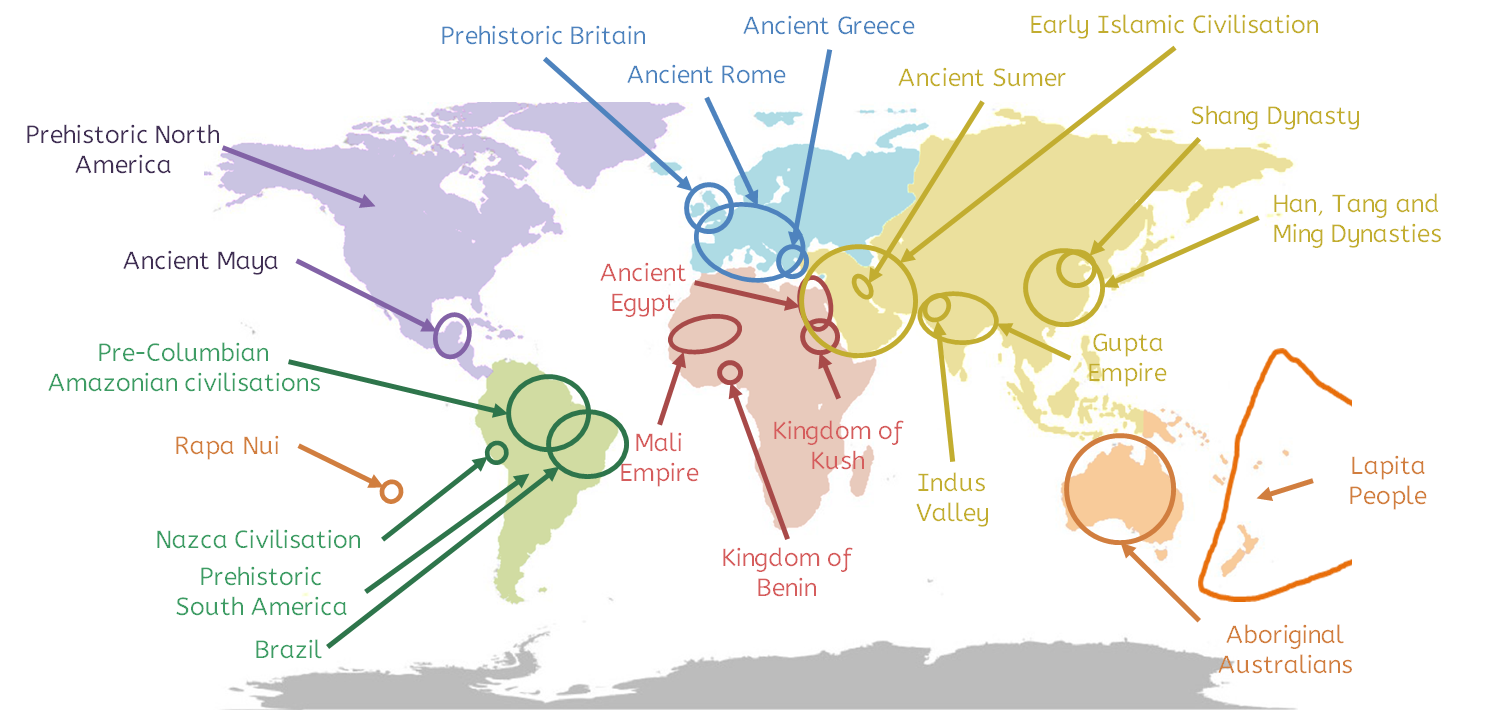 Prehistoric Britain
Ancient Greece
Early Islamic Civilisation
Ancient Rome
Ancient Sumer
Shang Dynasty
Prehistoric North
America
Han, Tang and
Ming Dynasties
Ancient Maya
Ancient
Egypt
Pre-Columbian
Amazonian civilisations
Gupta
Empire
Rapa Nui
Mali
Empire
Kingdom of
Kush
Indus
Valley
Lapita
People
Nazca Civilisation
Kingdom of
Benin
Prehistoric
South America
Brazil
Aboriginal
Australians